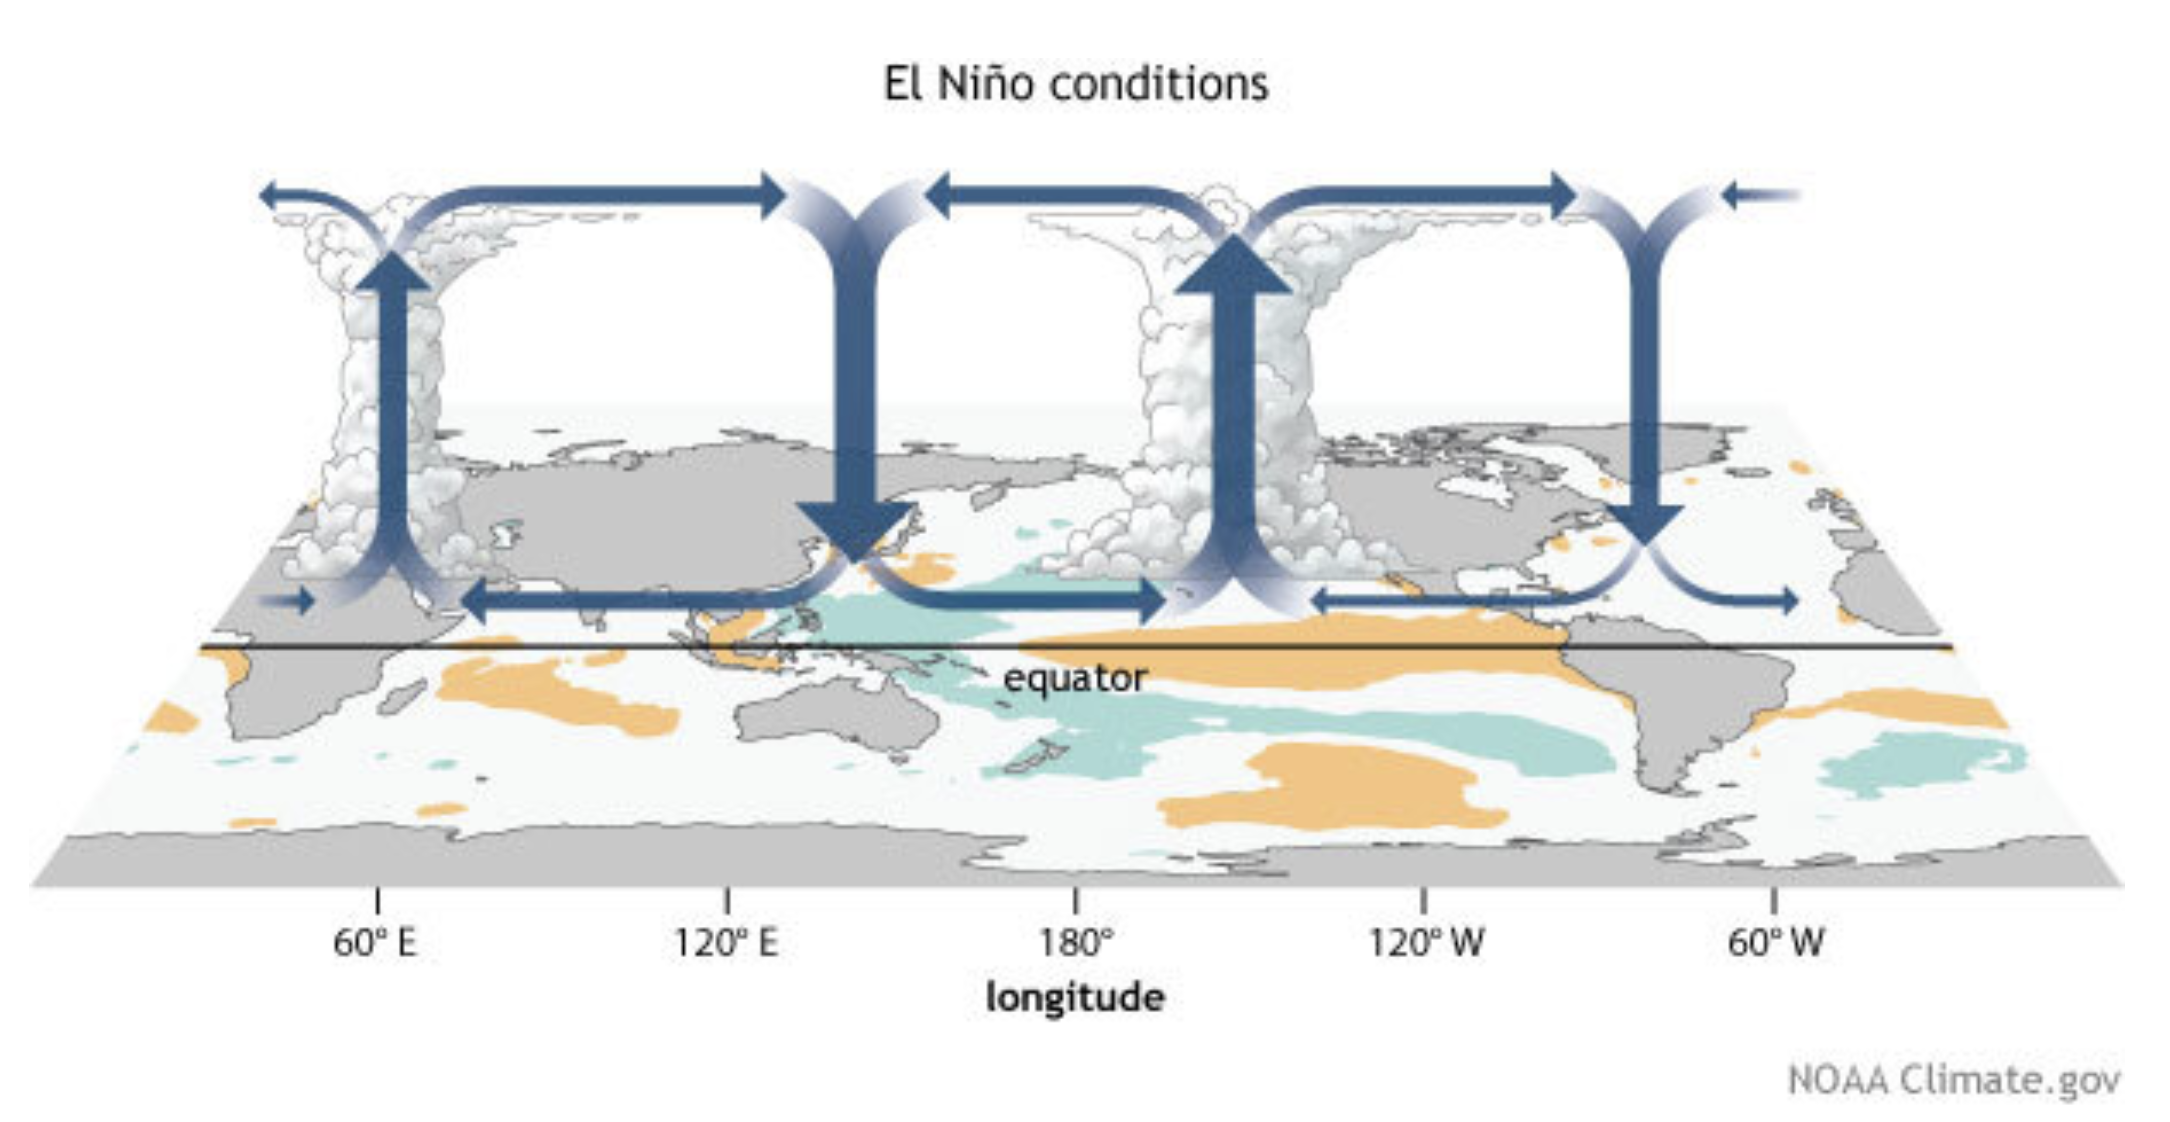 El Niño conditions
equator
60° E
120° E
180°
120° W
60° W
longitude
NOAA Climate.gov